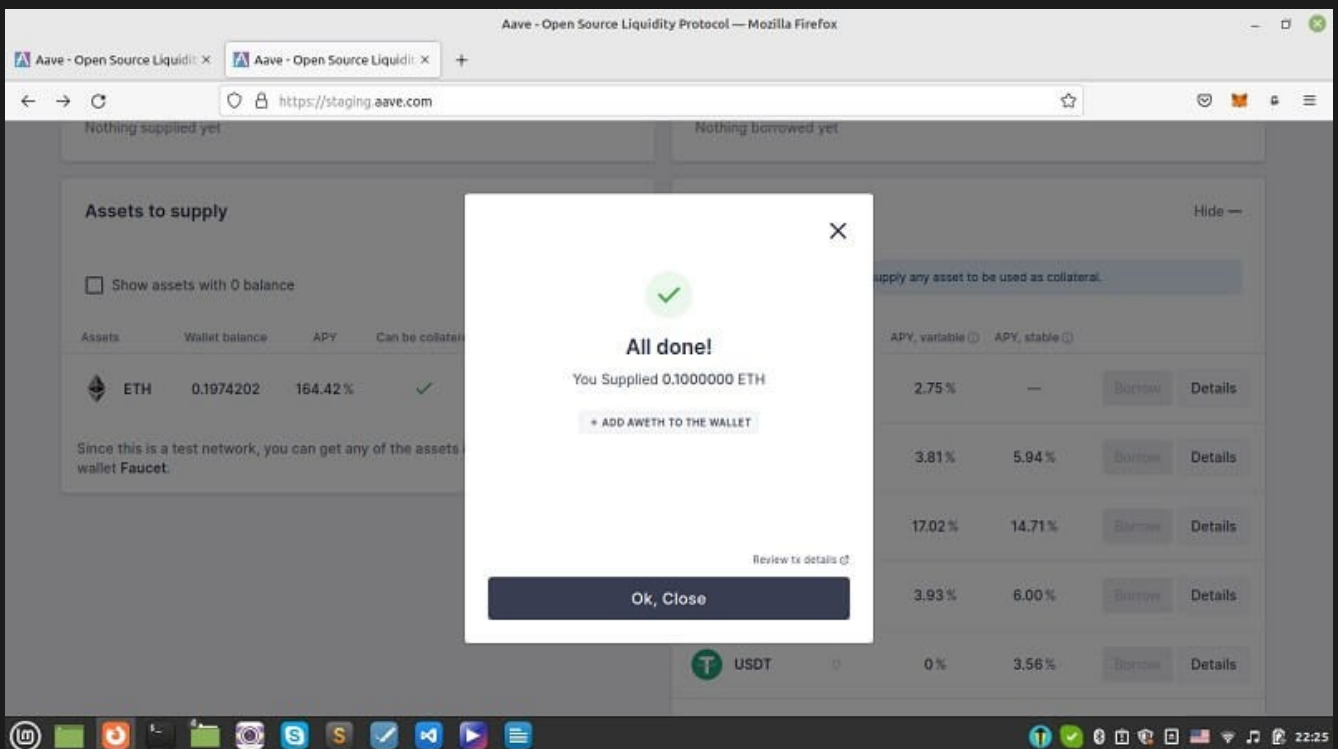 Aave - Open Source Liquidity Protocol — Mozilla Firefox
Aave - Open Source Liquidit
Aave - Open Source Liquidit
https://staging.aave.com
Nothing supplied yet
Nothing borrowed yet
Assets to supply
Hide —
Show assets with 0 balance
supply any asset to be used as collateral.
Assets Wallet balance APY Can be collater
APY, variable APY, stable
ETH 0.1974202 164.42 %
Since this is a test network, you can get any of the assets
wallet Faucet.
All done!
You Supplied 0.1000000 ETH
+ ADD AWETH TO THE WALLET
Review tx details
Ok, Close
2.75 % — Borrow Details
3.81 % 5.94 % Borrow Details
17.02 % 14.71 % Borrow Details
3.93 % 6.00 % Borrow Details
USDT 0 0 % 3.56 % Borrow Details
22:25